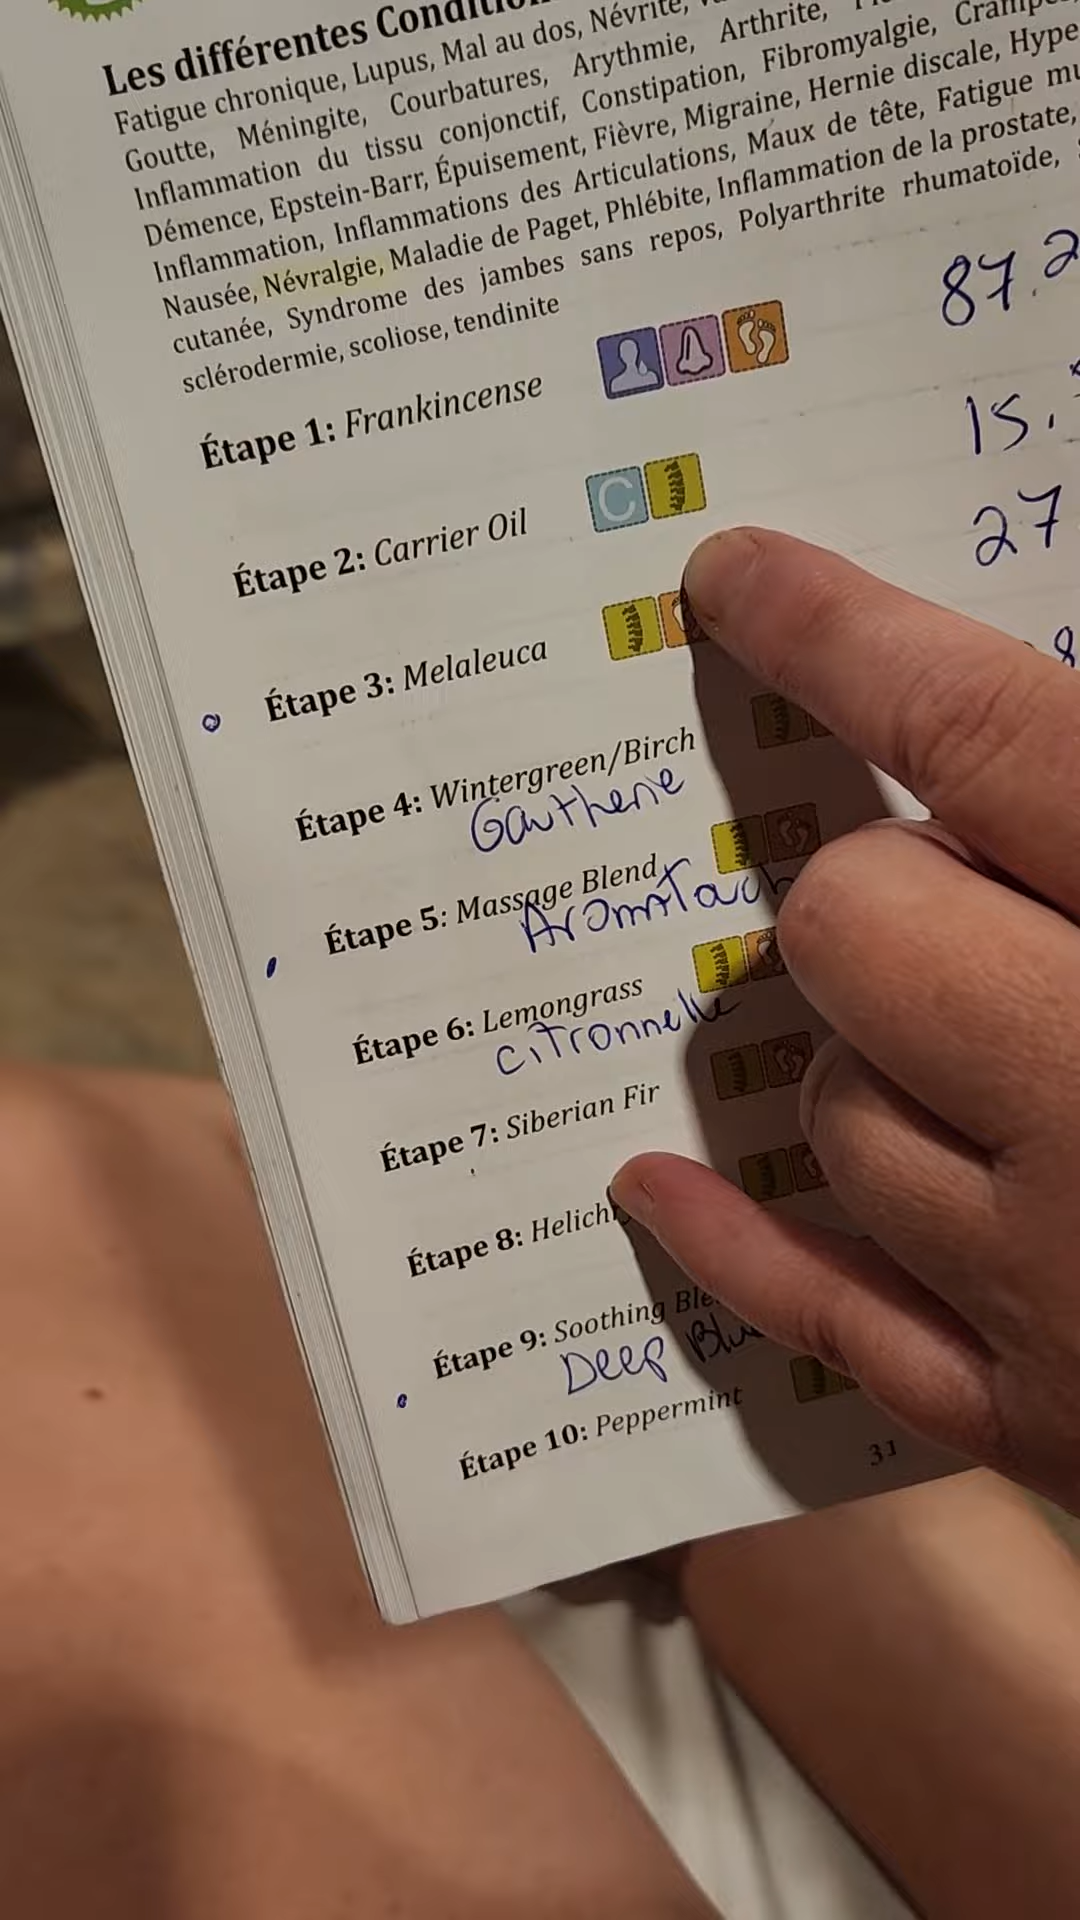 Les différentes
Fatigue chronique, Lupus, Mal au dos, Névrite,
Goutte, Méningite, Courbatures, Arythmie, Arthrite,
Inflammation du tissu conjonctif, Constipation, Fibromyalgie,
Démence, Epstein-Barr, Épuisement, Fièvre, Migraine, Hernie discale,
Inflammation, Inflammations des Articulations, Maux de tête, Fatigue
Nausée, Névralgie, Maladie de Paget, Phlébite, Inflammation de la prostate,
cutanée, Syndrome des jambes sans repos, Polyarthrite rhumatoïde,
sclérodermie, scoliose, tendinite
Étape 1: Frankincense 87.2
Étape 2: Carrier Oil C 15.
27
Étape 3: Melaleuca
8
Étape 4: Wintergreen/Birch
Gautherie
Étape 5: Massage Blend
Étape 6: Lemongrass
citronnelle
Étape 7: Siberian Fir
Étape 8:
Étape 9: Soothing
Deep
Étape 10: Peppermint
31